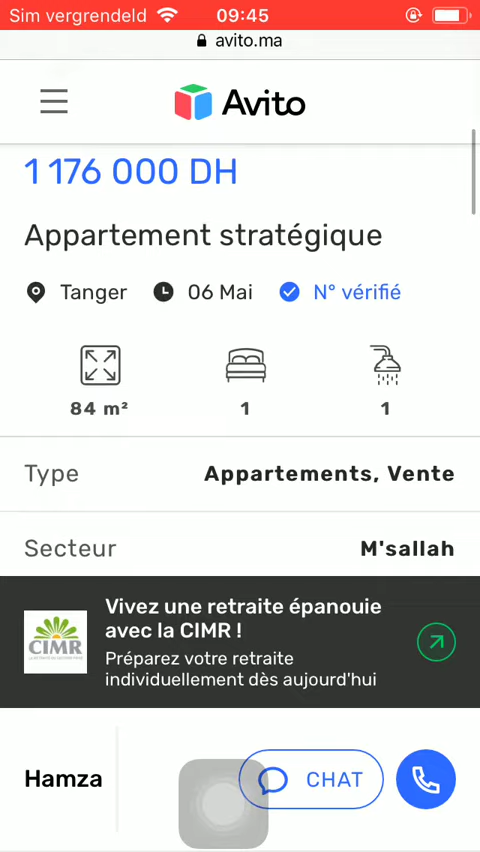 Sim vergrendeld 09:45
avito.ma
Avito
1 176 000 DH
Appartement stratégique
Tanger 06 Mai N° vérifié
84 m² 1 1
Type Appartements, Vente
Secteur M'sallah
Vivez une retraite épanouie
avec la CIMR !
CIMR
Préparez votre retraite
individuellement dès aujourd'hui
Hamza CHAT